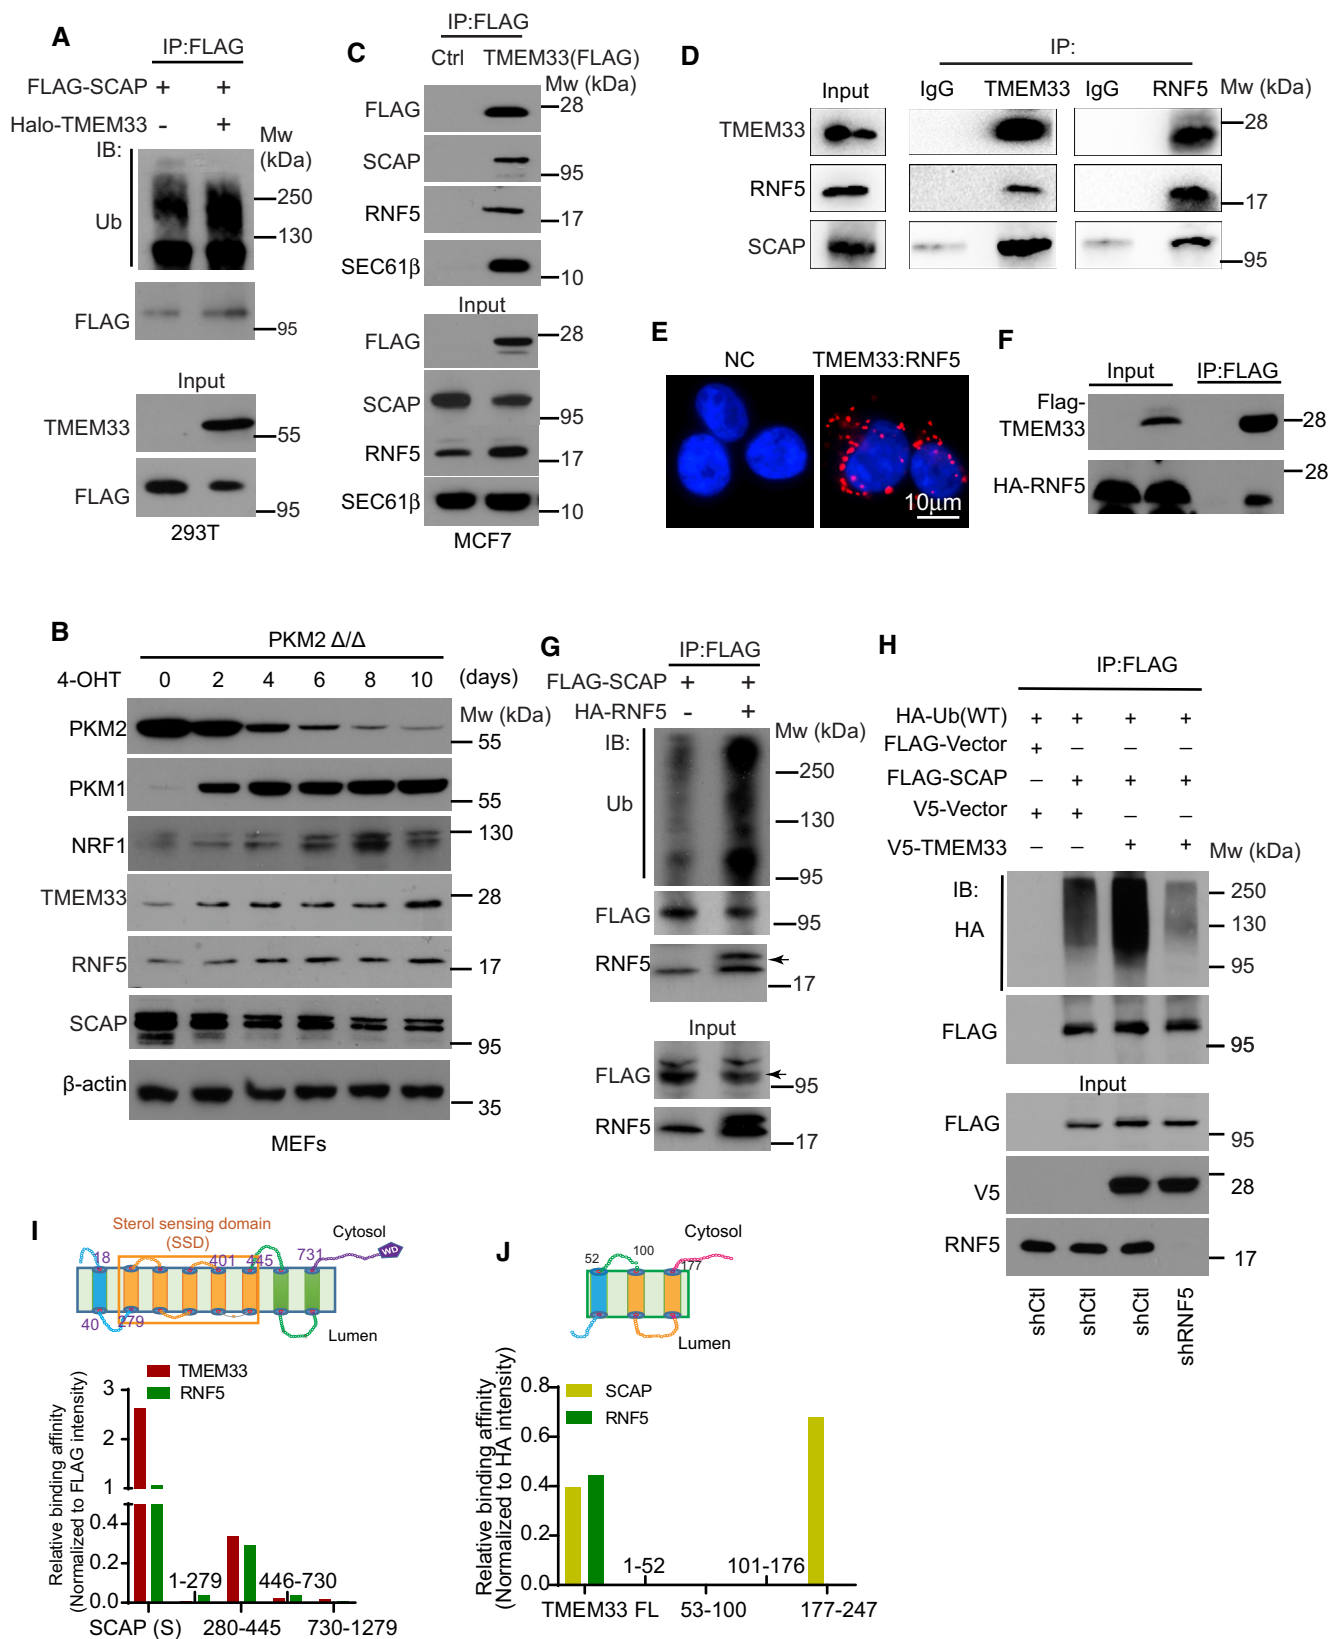 A
IP:FLAG
FLAG-SCAP + +
Halo-TMEM33 - +
IB:
Mw
(kDa)
Ub
250
130
FLAG
95
Input
TMEM33
55
FLAG
95
293T
C
IP:FLAG
Ctrl TMEM33(FLAG)
Mw (kDa)
FLAG
28
SCAP
95
RNF5
17
SEC61β
10
Input
FLAG
28
SCAP
95
RNF5
17
SEC61β
10
MCF7
D
IP:
Input IgG TMEM33 IgG RNF5 Mw (kDa)
TMEM33
28
RNF5
17
SCAP
95
E
NC TMEM33:RNF5
10μm
F
Input IP:FLAG
Flag-
TMEM33
28
HA-RNF5
28
B
PKM2 Δ/Δ
4-OHT 0 2 4 6 8 10 (days)
Mw (kDa)
PKM2
55
PKM1
55
NRF1
130
TMEM33
28
RNF5
17
SCAP
95
β-actin
35
MEFs
G
IP:FLAG
FLAG-SCAP + +
HA-RNF5 - +
IB:
Mw (kDa)
Ub
250
130
95
FLAG
95
RNF5
17
Input
FLAG
95
RNF5
17
H
IP:FLAG
HA-Ub(WT) + + + +
FLAG-Vector + − − −
FLAG-SCAP − + + +
V5-Vector + + − −
V5-TMEM33 − − + +
Mw (kDa)
IB:
HA
250
130
95
FLAG
95
Input
FLAG
95
V5
28
RNF5
17
shCtl shCtl shCtl shRNF5
I
Sterol sensing domain
(SSD)
Cytosol
18 401 445 731 WD
40 279
Lumen
TMEM33
RNF5
Relative binding affinity
(Normalized to FLAG intensity)
3
2
1
0.4
0.2
0.0
1-279 446-730
SCAP (S) 280-445 730-1279
J
Cytosol
52 100 177
Lumen
SCAP
RNF5
Relative binding affinity
(Normalized to HA intensity)
0.8
0.6
0.4
0.2
0.0
1-52 101-176
TMEM33 FL 53-100 177-247